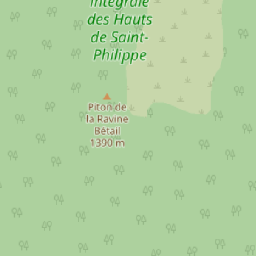 intégrale
des Hauts
de Saint-
Philippe
Piton de
la Ravine
Bétail
1390 m